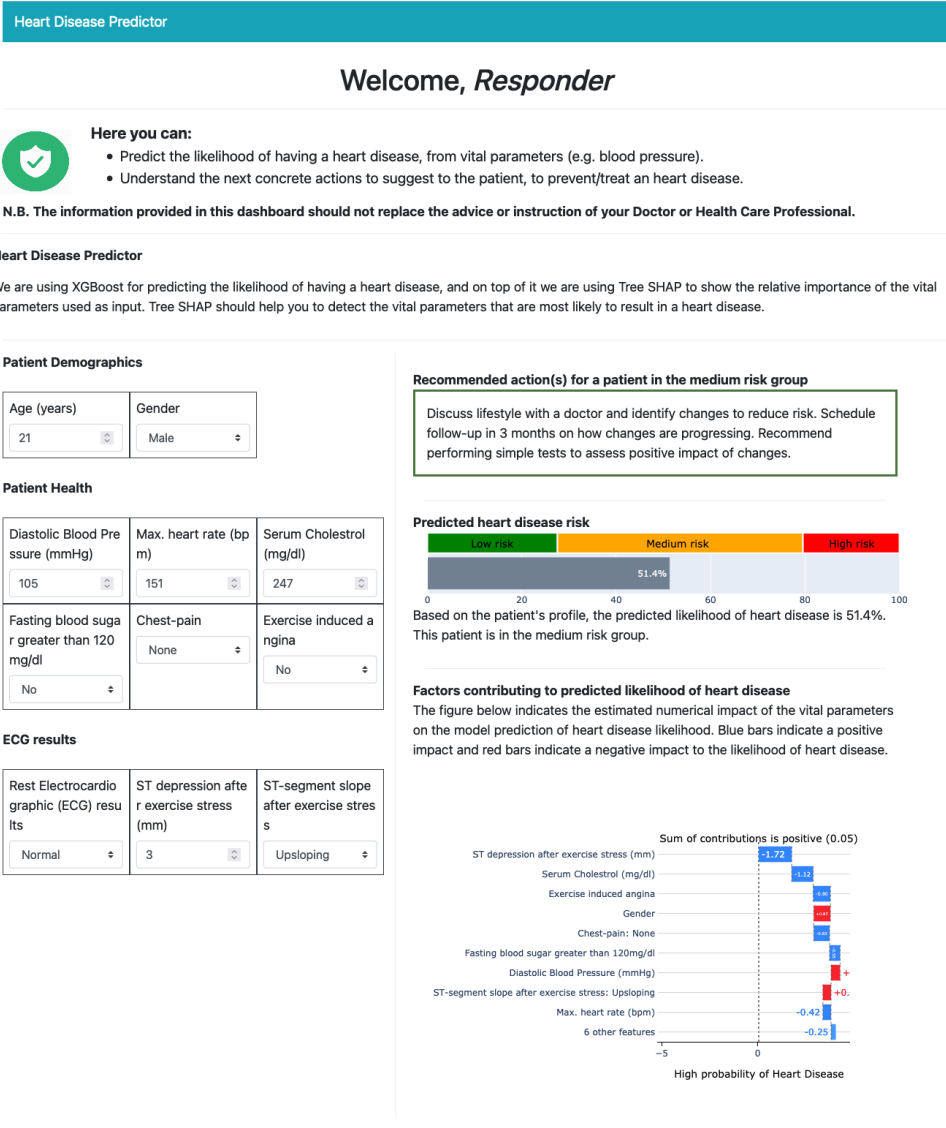 Heart Disease Predictor
Welcome, Responder
Here you can:
Predict the likelihood of having a heart disease, from vital parameters (e.g. blood pressure).
Understand the next concrete actions to suggest to the patient, to prevent/treat an heart disease.
N.B. The information provided in this dashboard should not replace the advice or instruction of your Doctor or Health Care Professional.
eart Disease Predictor
e are using XGBoost for predicting the likelihood of having a heart disease, and on top of it we are using Tree SHAP to show the relative importance of the vital
arameters used as input. Tree SHAP should help you to detect the vital parameters that are most likely to result in a heart disease.
Patient Demographics
Age (years)
21
Gender
Male
Patient Health
Diastolic Blood Pre
ssure (mmHg)
105
Max. heart rate (bp
m)
151
Serum Cholestrol
(mg/dl)
247
Fasting blood suga
r greater than 120
mg/dl
No
Chest-pain
None
Exercise induced a
ngina
No
ECG results
Rest Electrocardio
graphic (ECG) resu
lts
Normal
ST depression afte
r exercise stress
(mm)
3
ST-segment slope
after exercise stres
s
Upsloping
Recommended action(s) for a patient in the medium risk group
Discuss lifestyle with a doctor and identify changes to reduce risk. Schedule
follow-up in 3 months on how changes are progressing. Recommend
performing simple tests to assess positive impact of changes.
Predicted heart disease risk
Low risk
Medium risk
High risk
51.4%
0 20 40 60 80 100
Based on the patient's profile, the predicted likelihood of heart disease is 51.4%.
This patient is in the medium risk group.
Factors contributing to predicted likelihood of heart disease
The figure below indicates the estimated numerical impact of the vital parameters
on the model prediction of heart disease likelihood. Blue bars indicate a positive
impact and red bars indicate a negative impact to the likelihood of heart disease.
Sum of contributions is positive (0.05)
ST depression after exercise stress (mm) -1.72
Serum Cholestrol (mg/dl) -1.12
Exercise induced angina
Gender
Chest-pain: None
Fasting blood sugar greater than 120mg/dl
Diastolic Blood Pressure (mmHg) +
ST-segment slope after exercise stress: Upsloping +0.
Max. heart rate (bpm) -0.42
6 other features -0.25
−5 0
High probability of Heart Disease